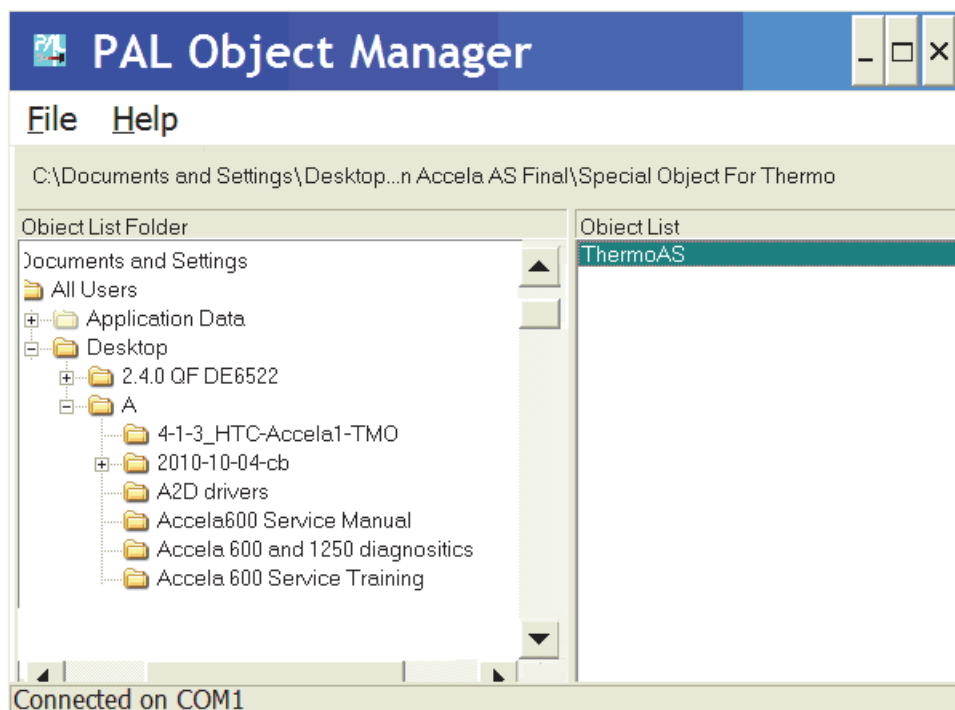 PAL Object Manager
File Help
C:\Documents and Settings\Desktop...n Accela AS Final\Special Object For Thermo
Object List Folder
Object List
Documents and Settings
All Users
Application Data
Desktop
2.4.0 QF DE6522
A
4-1-3_HTC-Accela1-TMO
2010-10-04-cb
A2D drivers
Accela600 Service Manual
Accela 600 and 1250 diagnositics
Accela 600 Service Training
ThermoAS
Connected on COM1